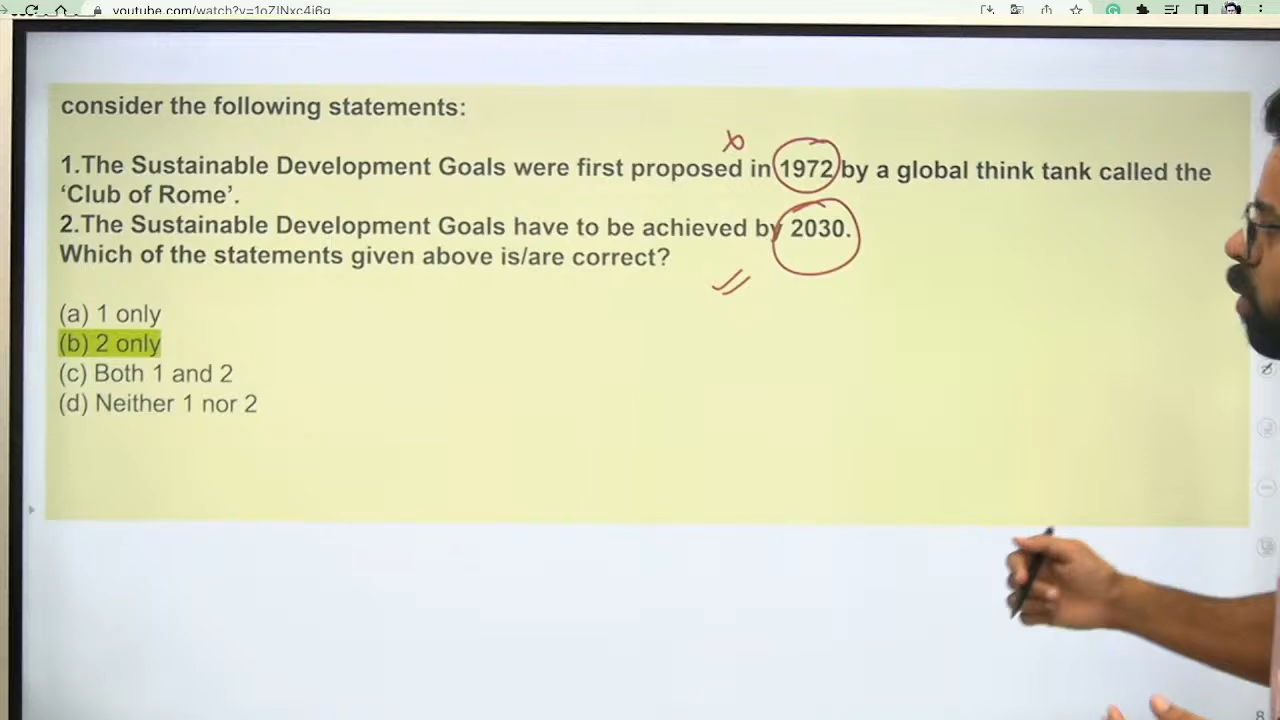 youtube.com/watch?v=1oZINxc4i6g
consider the following statements:
1.The Sustainable Development Goals were first proposed in 1972 by a global think tank called the
‘Club of Rome’.
2.The Sustainable Development Goals have to be achieved by 2030.
Which of the statements given above is/are correct?
(a) 1 only
(b) 2 only
(c) Both 1 and 2
(d) Neither 1 nor 2
8